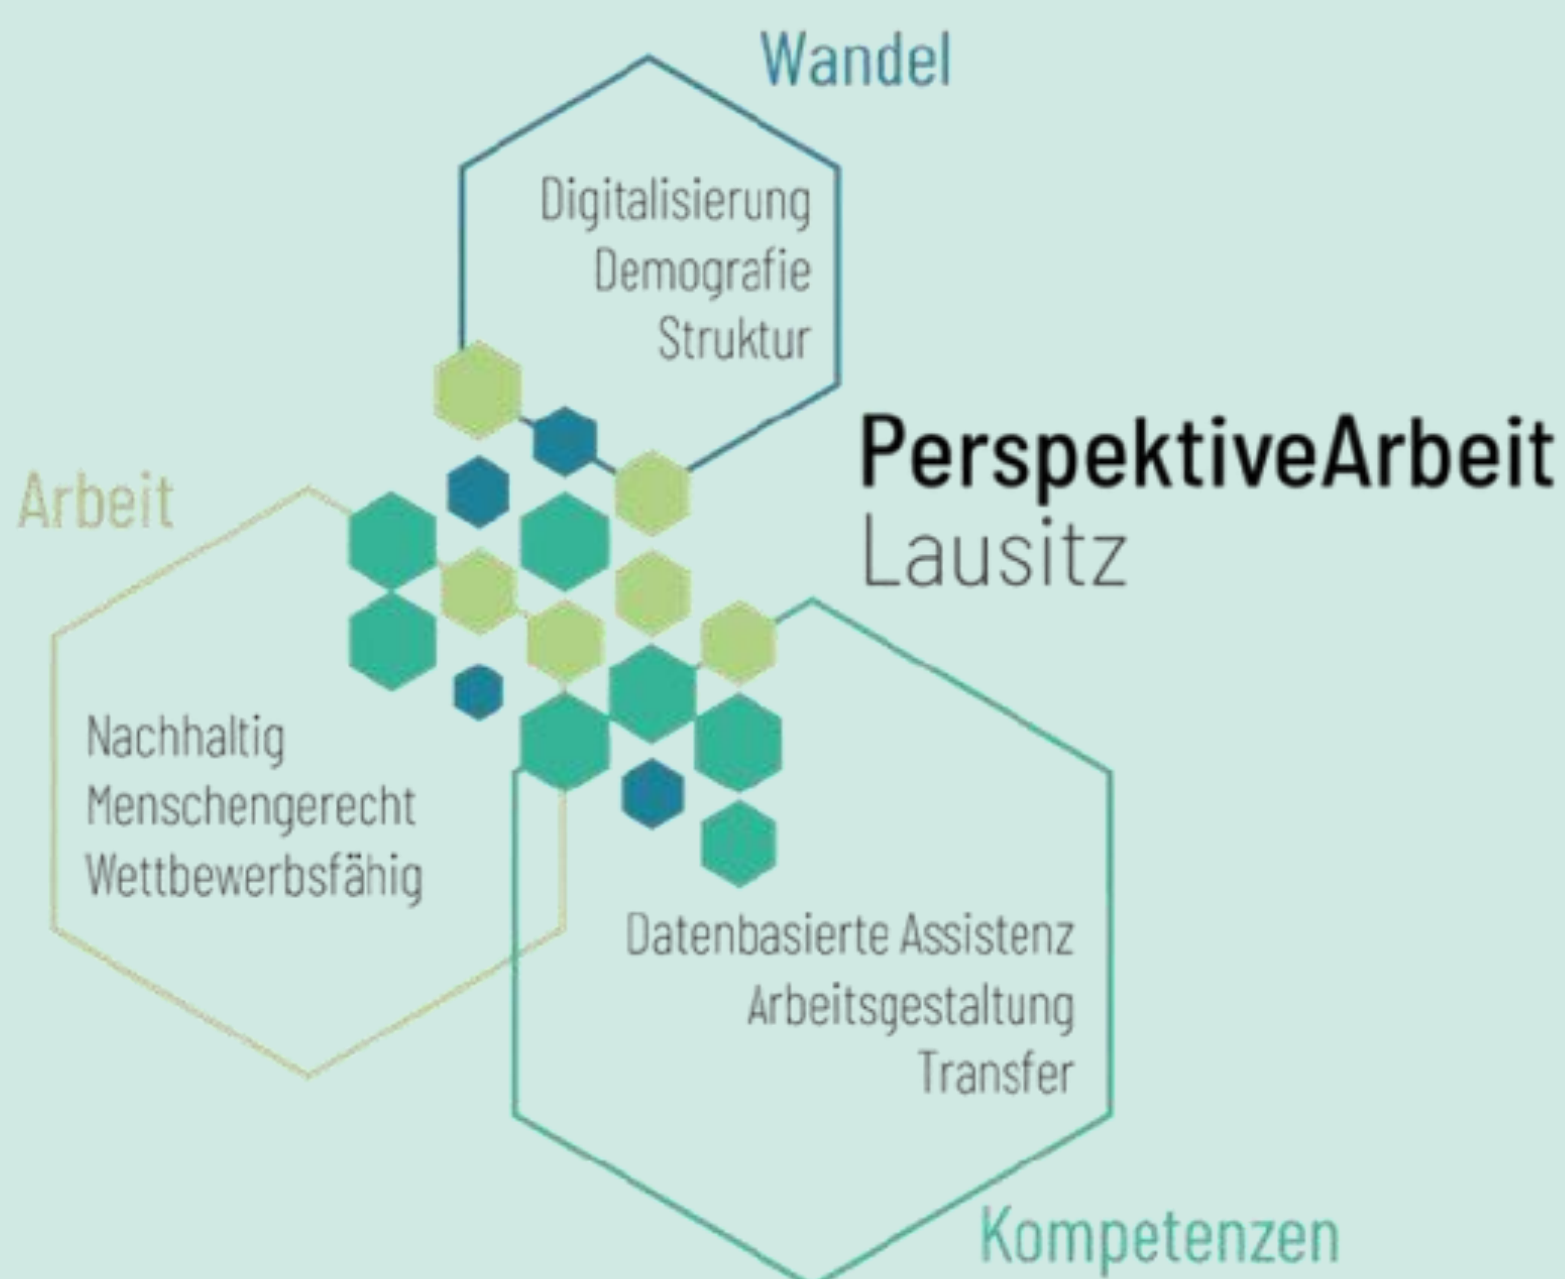 Wandel
Digitalisierung
Demografie
Struktur
PerspektiveArbeit
Lausitz
Arbeit
Nachhaltig
Menschengerecht
Wettbewerbsfähig
Datenbasierte Assistenz
Arbeitsgestaltung
Transfer
Kompetenzen